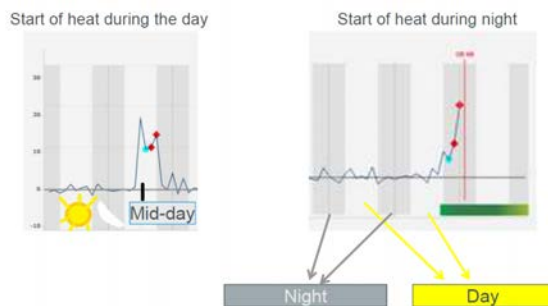 Start of heat during the day
Start of heat during night
30
20
10
0
-10
Mid-day
Night
Day